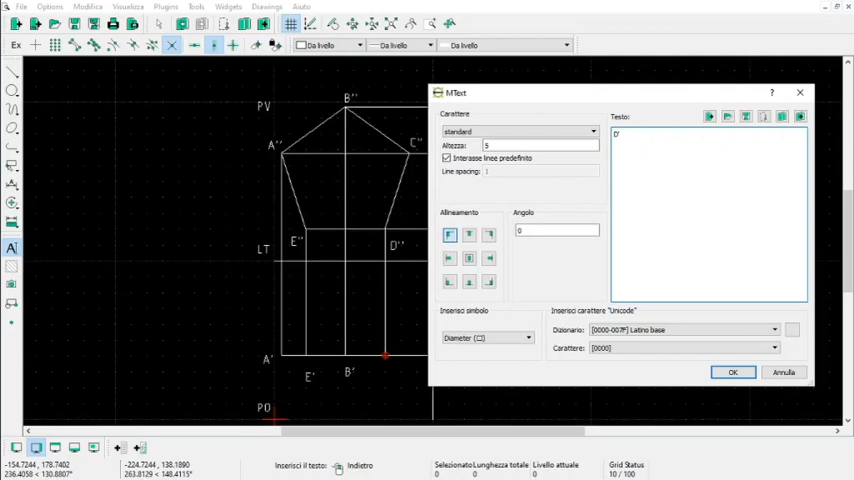 File Options Edita Modifica Visualizza Plugins Tools Widgets Drawings Aiuto
Ex Da livello Da livello Da livello
PV
B''
A''
C''
E''
D''
LT
A'
E'
B'
PO
MText
? ×
Carattere
standard
Altezza: 5
Interasse linee predefinito
Line spacing: 1
Testo:
D'
Allineamento
Angolo
0
Inserisci simbolo
Diameter (□)
Inserisci carattere "Unicode"
Dizionario: [0000-007F] Latino base
Carattere: [0000]
OK
Annulla
-154.7244 , 178.7402
236.4058 < 130.8807°
-224.7244 , 138.1890
263.8129 < 148.4115°
Inserisci il testo:
Indietro
Selezionato Lunghezza totale
0 0
Livello attuale
0
Grid Status
10 / 100